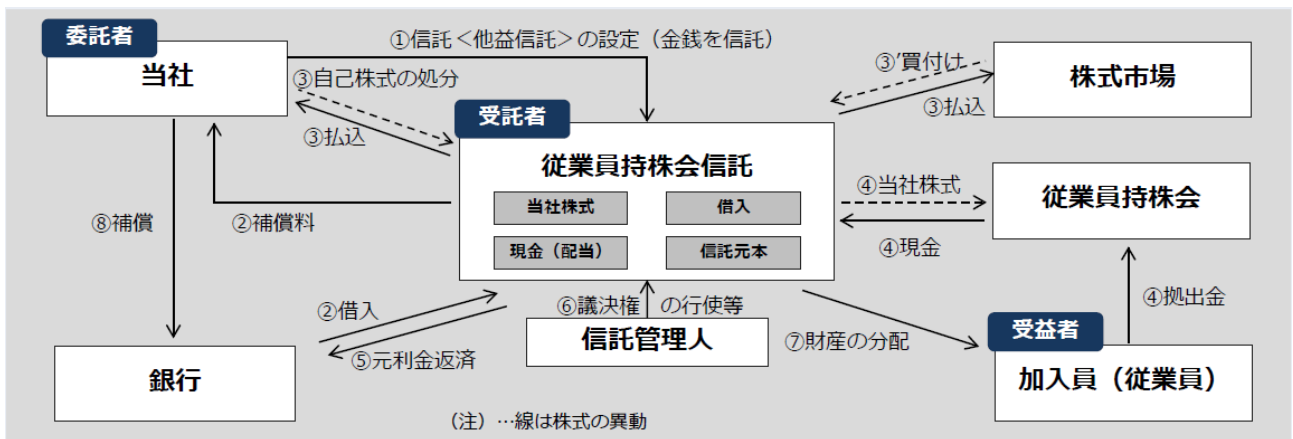 委託者
当社
①信託<他益信託>の設定（金銭を信託）
③自己株式の処分
③払込
③’買付け
③払込
株式市場
受託者
従業員持株会信託
当社株式
借入
現金（配当）
信託元本
④当社株式
④現金
従業員持株会
⑧補償
②補償料
④拠出金
②借入
⑤元利金返済
⑥議決権 の行使等
信託管理人
⑦財産の分配
受益者
加入員（従業員）
銀行
（注）…線は株式の異動